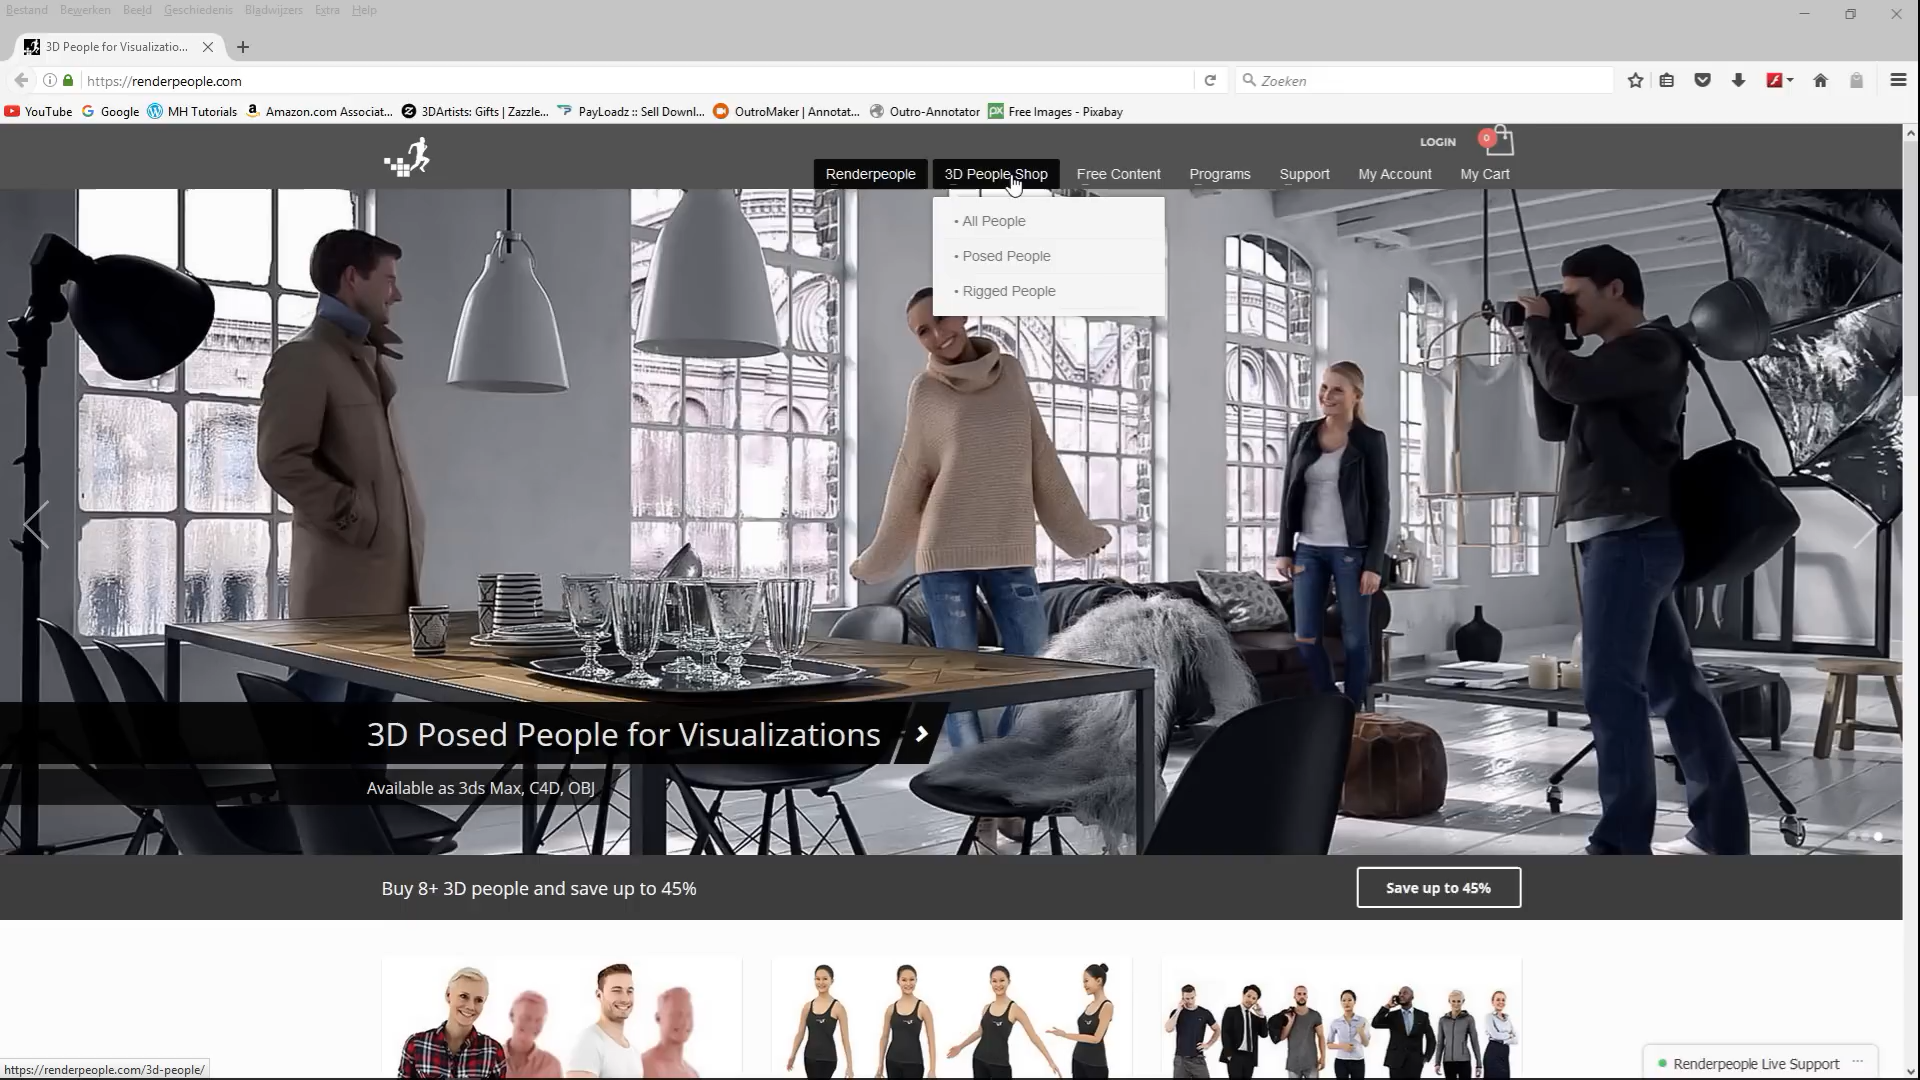 Bestand Bewerken Beeld Geschiedenis Bladwijzers Extra Help
3D People for Visualizatio...
https://renderpeople.com
Zoeken
YouTube Google MH Tutorials Amazon.com Associat... 3DArtists: Gifts | Zazzle... PayLoadz :: Sell Downl... OutroMaker | Annotat... Outro-Annotator Free Images - Pixabay
LOGIN 0
Renderpeople 3D People Shop Free Content Programs Support My Account My Cart
• All People
• Posed People
• Rigged People
3D Posed People for Visualizations
Available as 3ds Max, C4D, OBJ
Buy 8+ 3D people and save up to 45%
Save up to 45%
https://renderpeople.com/3d-people/
Renderpeople Live Support